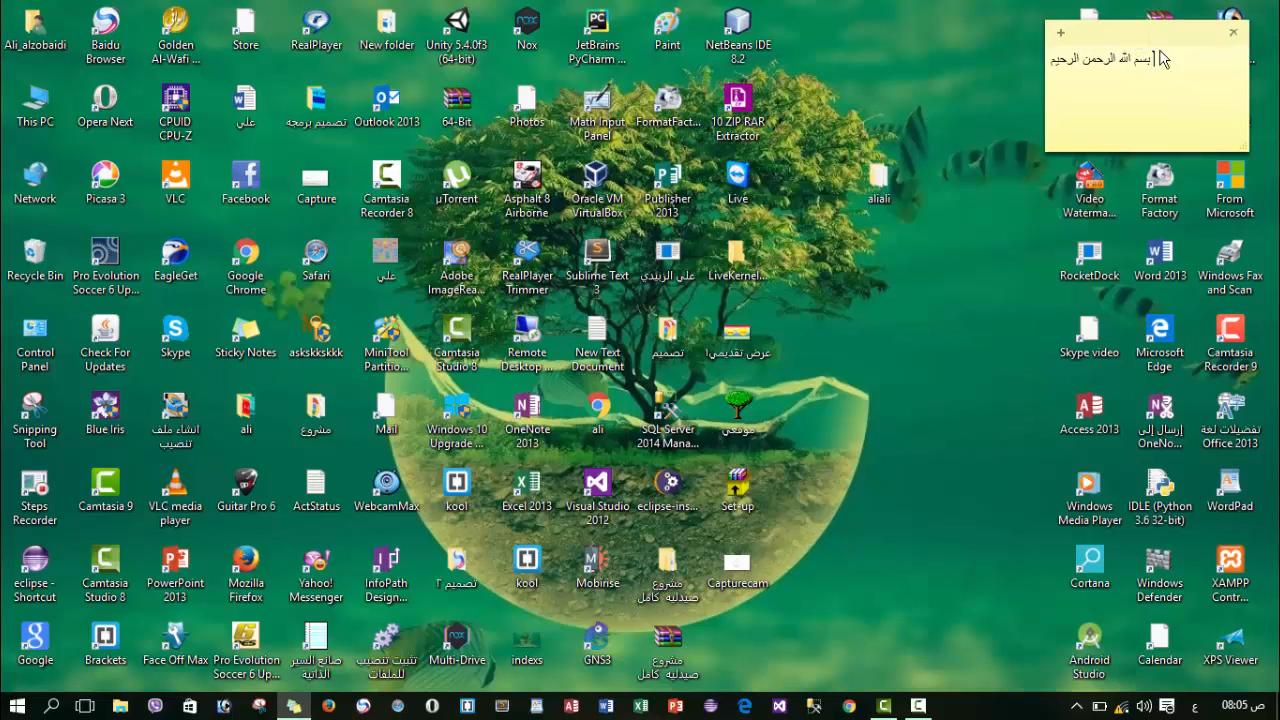 Ali_alzobaidi
Baidu Browser
Golden Al-Wafi ...
Store
RealPlayer
New folder
Unity 5.4.0f3 (64-bit)
Nox
JetBrains PyCharm ...
Paint
NetBeans IDE 8.2
بسم الله الرحمن الرحيم
This PC
Opera Next
CPUID CPU-Z
علي
تصميم برمجه
Outlook 2013
64-Bit
Photos
Math Input Panel
FormatFact...
10 ZIP RAR Extractor
Network
Picasa 3
VLC
Facebook
Capture
Camtasia Recorder 8
µTorrent
Asphalt 8 Airborne
Oracle VM VirtualBox
Publisher 2013
Live
aliali
Video Waterma...
Format Factory
From Microsoft
Recycle Bin
Pro Evolution Soccer 6 Up...
EagleGet
Google Chrome
Safari
علي
Adobe ImageRea...
RealPlayer Trimmer
Sublime Text 3
علي الزبيدي
LiveKernel...
RocketDock
Word 2013
Windows Fax and Scan
Control Panel
Check For Updates
Skype
Sticky Notes
askskkskkk
MiniTool Partitio...
Camtasia Studio 8
Remote Desktop ...
New Text Document
تصميم
عرض تقديمي١
Skype video
Microsoft Edge
Camtasia Recorder 9
Snipping Tool
Blue Iris
انشاء ملف تنصيب
ali
مشروع
Mail
Windows 10 Upgrade ...
OneNote 2013
ali
SQL Server 2014 Mana...
موقعي
Access 2013
إرسال إلى OneNo...
تفضيلات لغة Office 2013
Steps Recorder
Camtasia 9
VLC media player
Guitar Pro 6
ActStatus
WebcamMax
kool
Excel 2013
Visual Studio 2012
eclipse-ins...
Set-up
Windows Media Player
IDLE (Python 3.6 32-bit)
WordPad
eclipse - Shortcut
Camtasia Studio 8
PowerPoint 2013
Mozilla Firefox
Yahoo! Messenger
InfoPath Design...
تصميم ٢
kool
Mobirise
مشروع صيدليه كامل
Capturecam
Cortana
Windows Defender
XAMPP Contr...
Google
Brackets
Face Off Max
Pro Evolution Soccer 6 Up...
صانع السير الذاتية
تثبيت تنصيب للملفات
Multi-Drive
indexs
GNS3
مشروع صيدليه كامل
Android Studio
Calendar
XPS Viewer
ع
08:05 ص